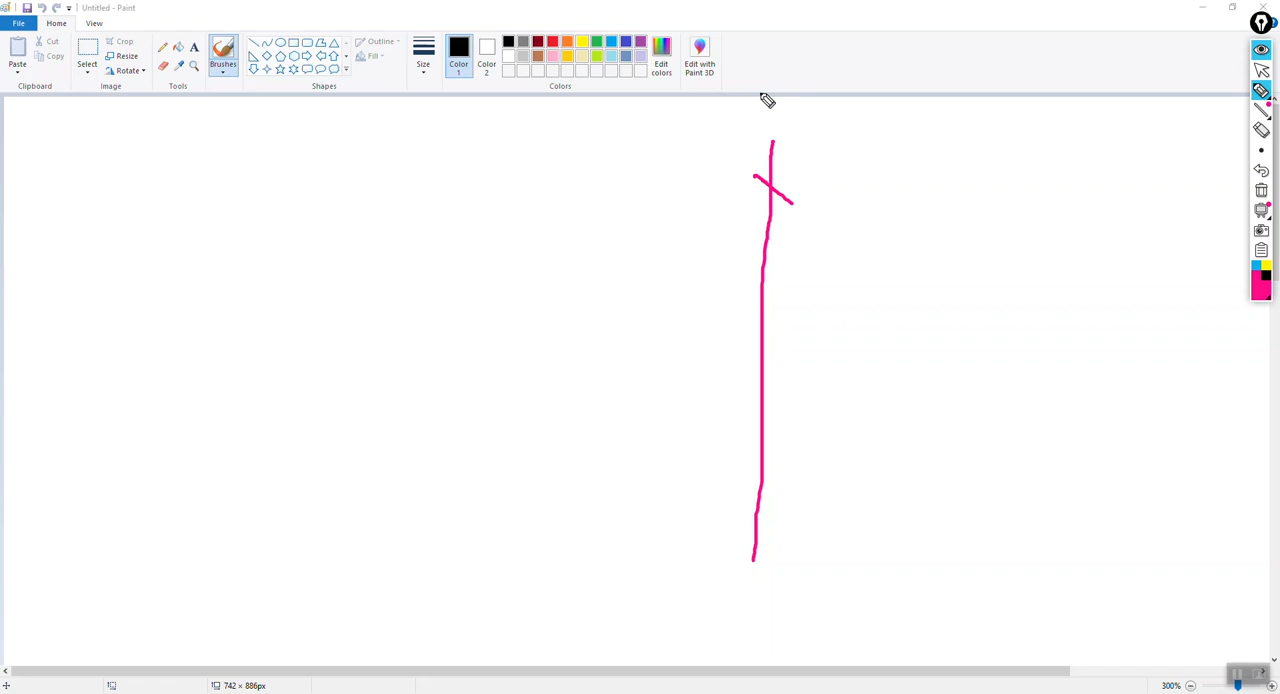 Untitled - Paint
File Home View
Paste
Cut
Copy
Clipboard
Select
Crop
Resize
Rotate
Image
A
Tools
Brushes
Outline
Fill
Shapes
Size
Color 1
Color 2
Edit colors
Colors
Edit with Paint 3D
742 × 886px
300%